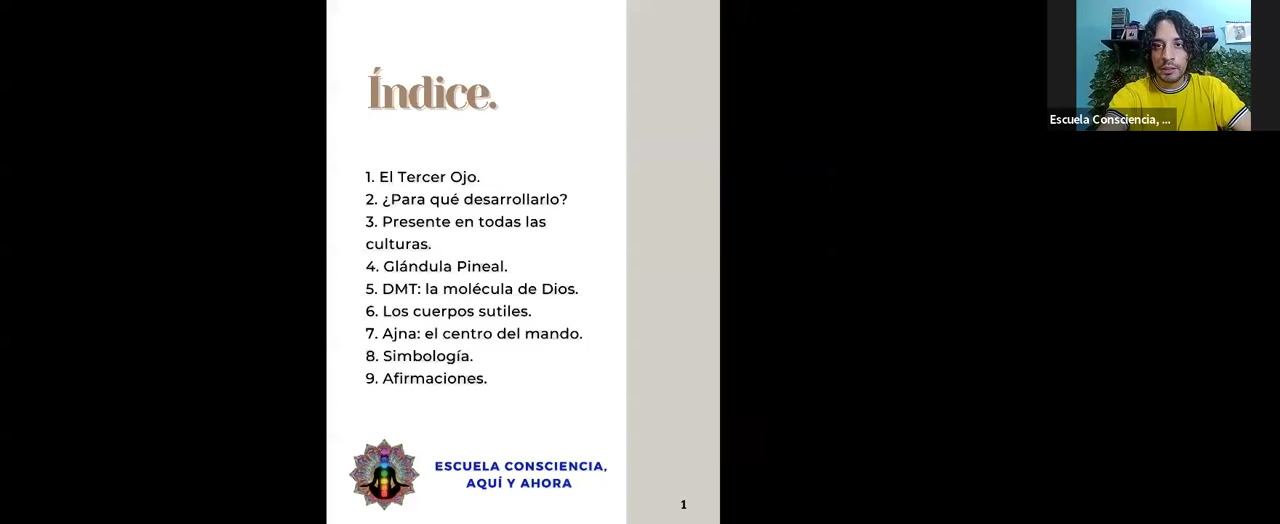 Índice.
1. El Tercer Ojo.
2. ¿Para qué desarrollarlo?
3. Presente en todas las
culturas.
4. Glándula Pineal.
5. DMT: la molécula de Dios.
6. Los cuerpos sutiles.
7. Ajna: el centro del mando.
8. Simbología.
9. Afirmaciones.
ESCUELA CONSCIENCIA,
AQUÍ Y AHORA
1
Escuela Consciencia, ...